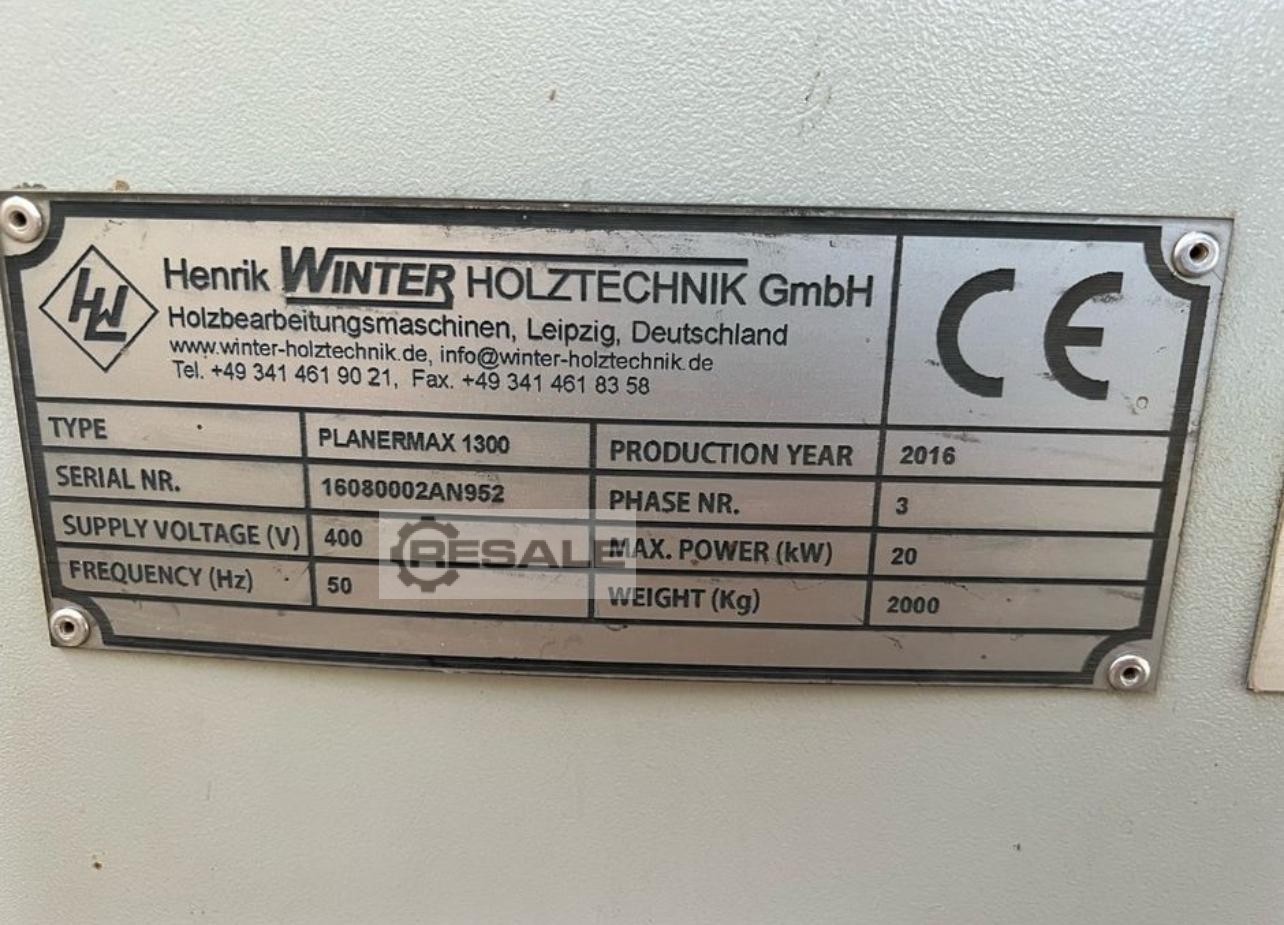 HW
Henrik WINTER HOLZTECHNIK GmbH
Holzbearbeitungsmaschinen, Leipzig, Deutschland
www.winter-holztechnik.de, info@winter-holztechnik.de
Tel. +49 341 461 90 21, Fax. +49 341 461 83 58
CE
TYPE PLANERMAX 1300 PRODUCTION YEAR 2016
SERIAL NR. 16080002AN952 PHASE NR. 3
SUPPLY VOLTAGE (V) 400 MAX. POWER (kW) 20
FREQUENCY (Hz) 50 WEIGHT (Kg) 2000
RESALE